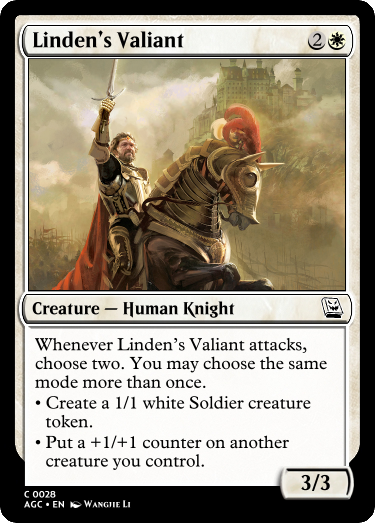 Linden's Valiant 2
Creature — Human Knight
Whenever Linden's Valiant attacks,
choose two. You may choose the same
mode more than once.
• Create a 1/1 white Soldier creature
token.
• Put a +1/+1 counter on another
creature you control.
3/3
C 0028
AGC • EN Wangjie Li